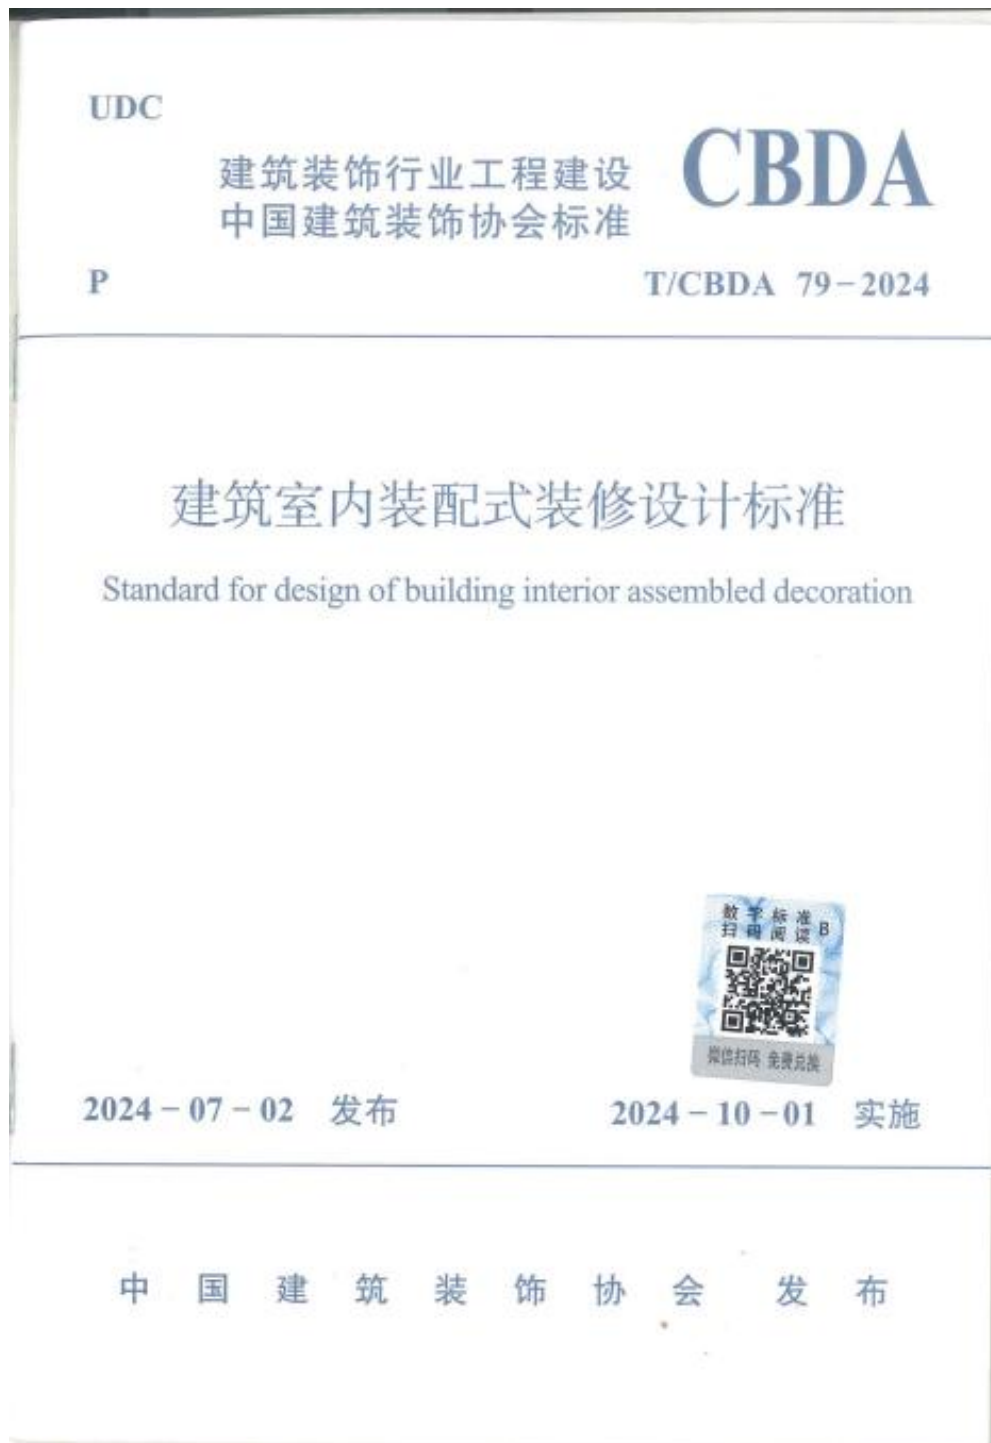 UDC
CBDA
建筑装饰行业工程建设
中国建筑装饰协会标准
P
T/CBDA 79-2024
建筑室内装配式装修设计标准
Standard for design of building interior assembled decoration
数字标准 B
扫码阅读
微信扫码 免费兑换
2024-07-02 发布
2024-10-01 实施
中国建筑装饰协会 发布